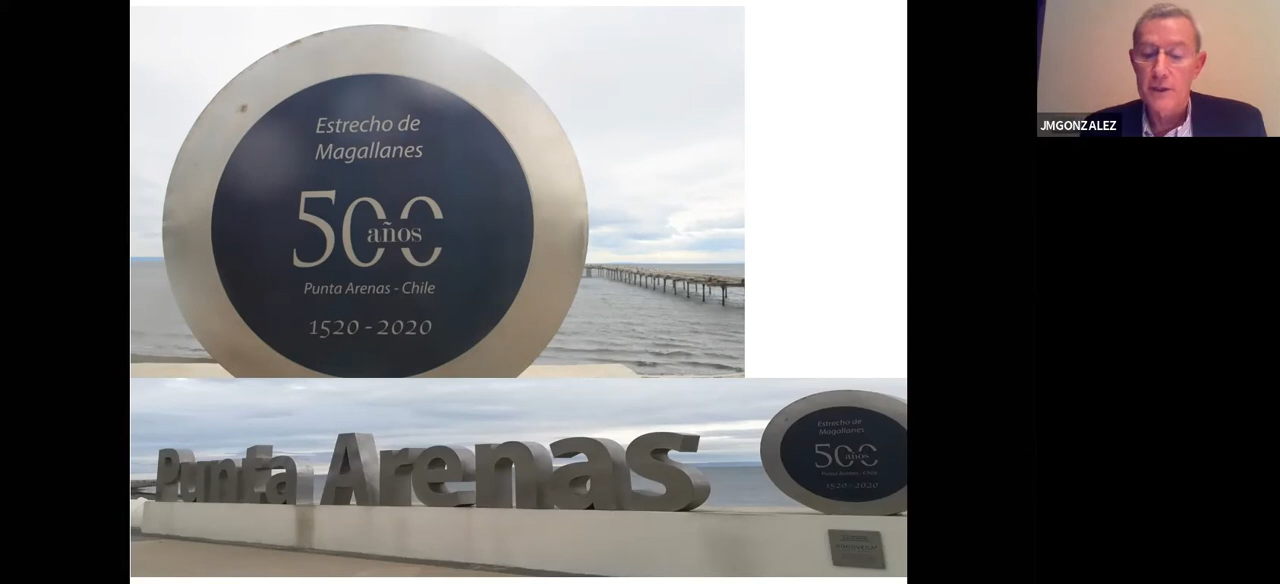 Estrecho de
Magallanes
500
años
Punta Arenas - Chile
1520 - 2020
JMGONZALEZ
Punta Arenas
Estrecho de
Magallanes
500
años
Punta Arenas - Chile
1520 - 2020